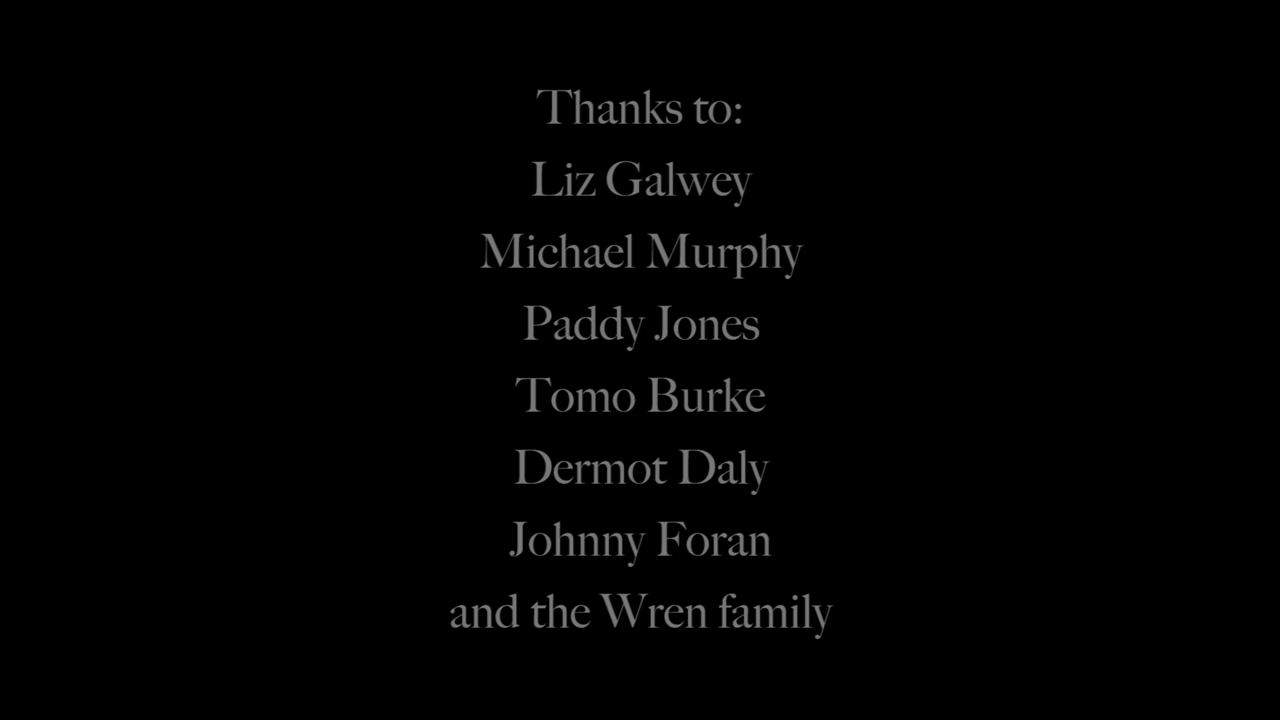 Thanks to:
Liz Galwey
Michael Murphy
Paddy Jones
Tomo Burke
Dermot Daly
Johnny Foran
and the Wren family